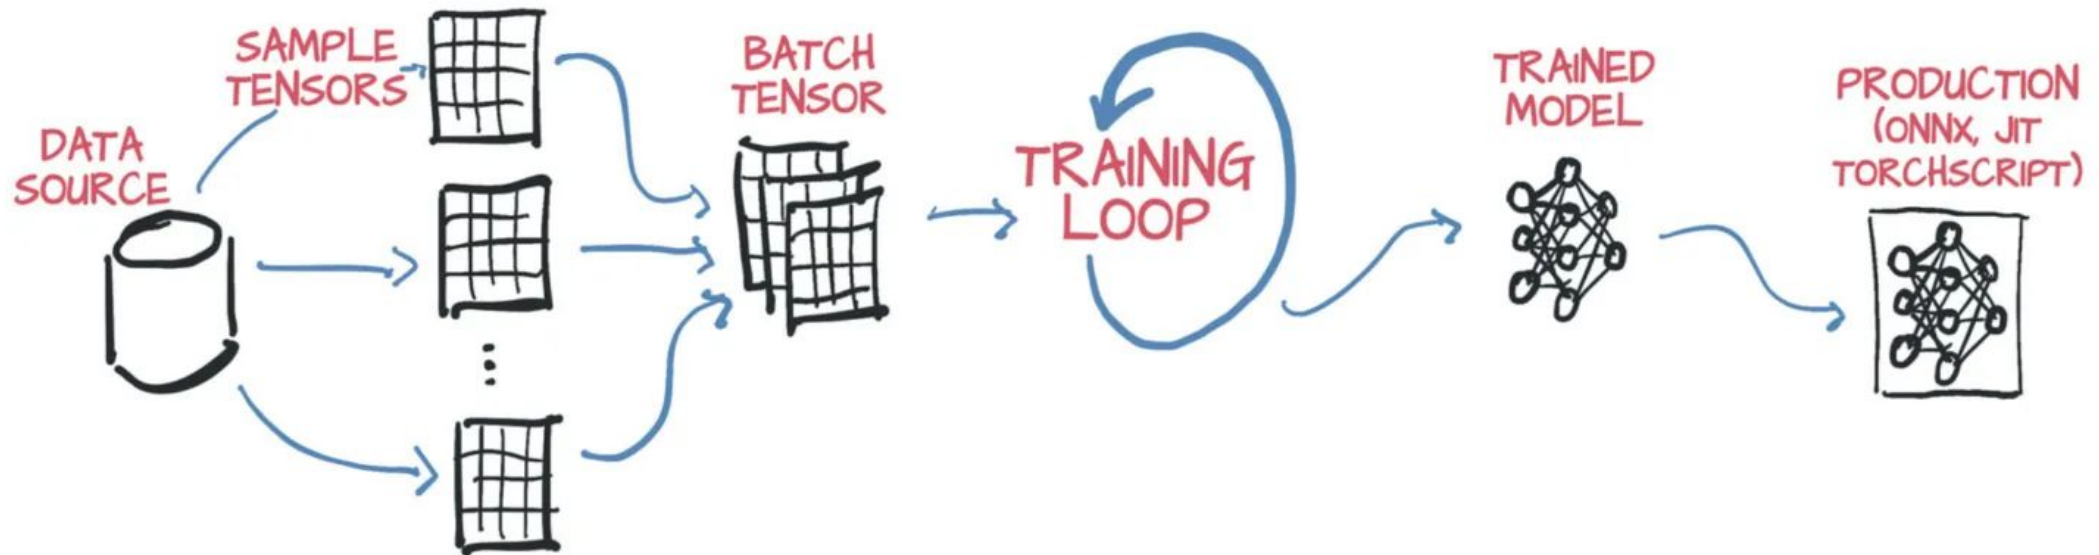 DATA
SOURCE
SAMPLE
TENSORS
BATCH
TENSOR
TRAINING
LOOP
TRAINED
MODEL
PRODUCTION
(ONNX, JIT
TORCHSCRIPT)